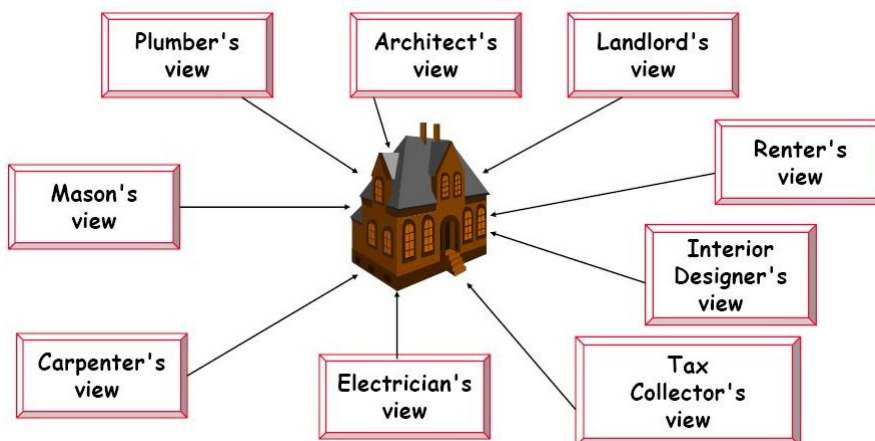 Plumber's
view
Architect's
view
Landlord's
view
Renter's
view
Mason's
view
Interior
Designer's
view
Carpenter's
view
Electrician's
view
Tax
Collector's
view